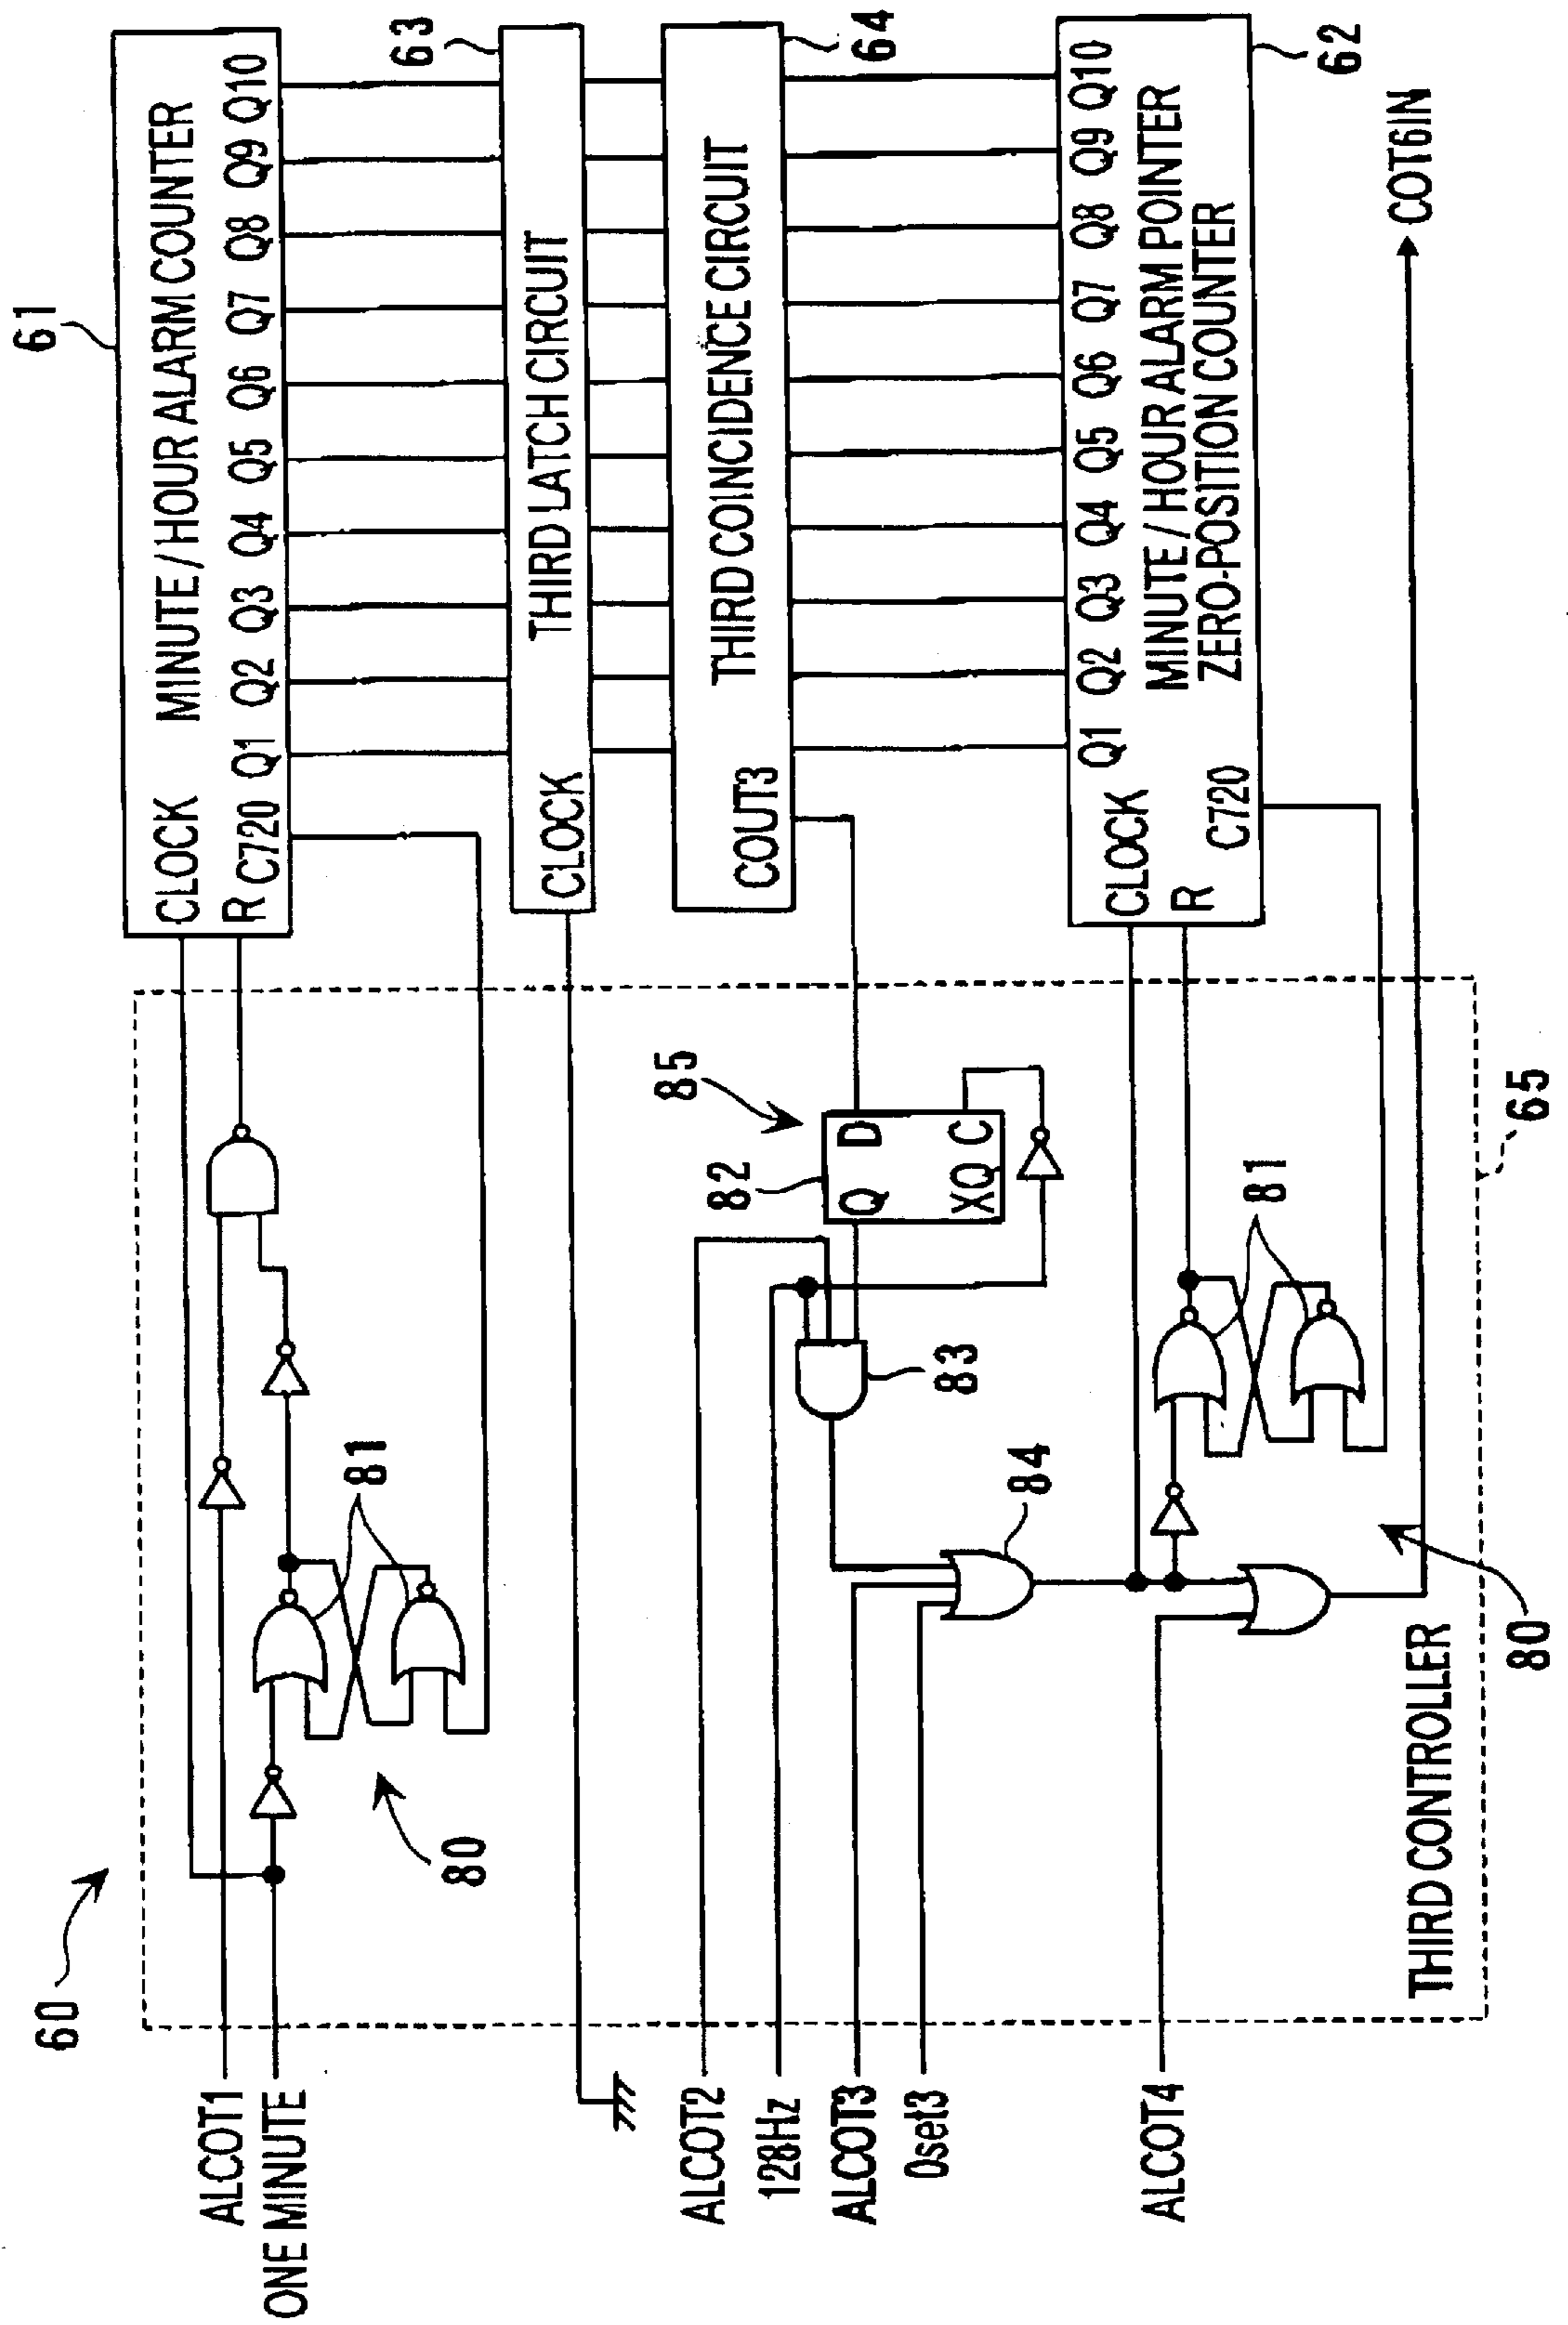 60
61
ALCOT1
ONE MINUTE
81
80
CLOCK
R
C720
Q1 Q2 Q3 Q4 Q5 Q6 Q7 Q8 Q9 Q10
MINUTE/HOUR ALARM COUNTER
63
CLOCK
THIRD LATCH CIRCUIT
64
THIRD COINCIDENCE CIRCUIT
COUT3
ALCOT2
128Hz
ALCOT3
0set3
85
82
D
Q
C
XQ
83
84
CLOCK
R
C720
Q1 Q2 Q3 Q4 Q5 Q6 Q7 Q8 Q9 Q10
MINUTE/HOUR ALARM POINTER
ZERO-POSITION COUNTER
62
ALCOT4
81
80
COT6IN
THIRD CONTROLLER
65